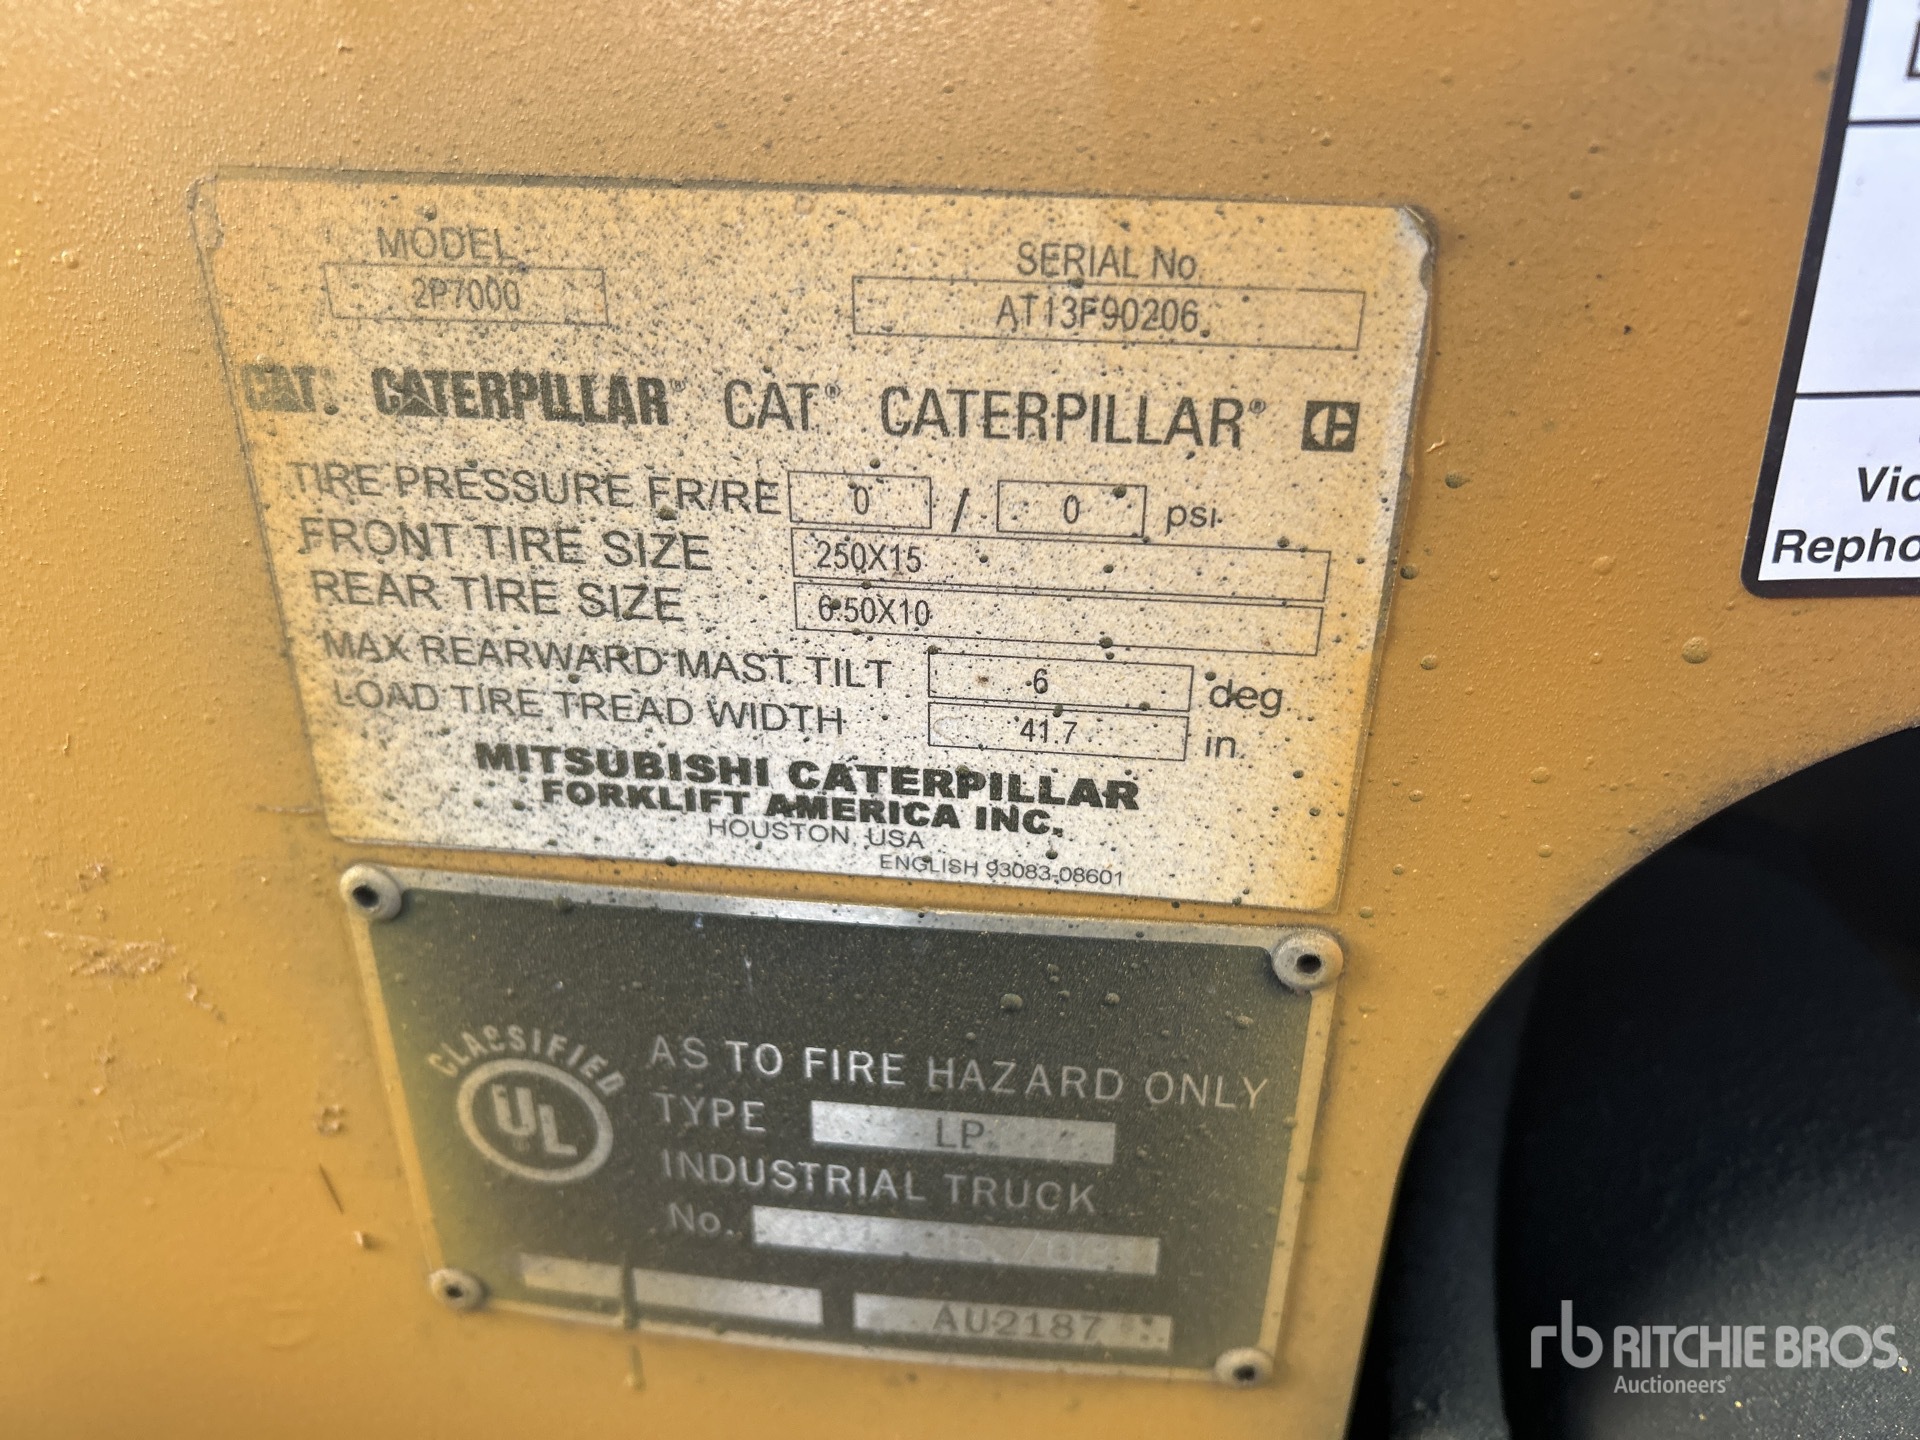 MODEL
2P7000
SERIAL No.
AT13F90206
CAT. CATERPILLAR® CAT® CATERPILLAR®
TIRE PRESSURE FR/RE 0 / 0 psi
FRONT TIRE SIZE 250X15
REAR TIRE SIZE 6.50X10
MAX REARWARD MAST TILT 6 deg.
LOAD TIRE TREAD WIDTH 41.7 in.
MITSUBISHI CATERPILLAR
FORKLIFT AMERICA INC.
HOUSTON, USA
ENGLISH 93083-08601
CLASSIFIED
UL
AS TO FIRE HAZARD ONLY
TYPE LP
INDUSTRIAL TRUCK
No.
AU2187
Repho
rb RITCHIE BROS
Auctioneers